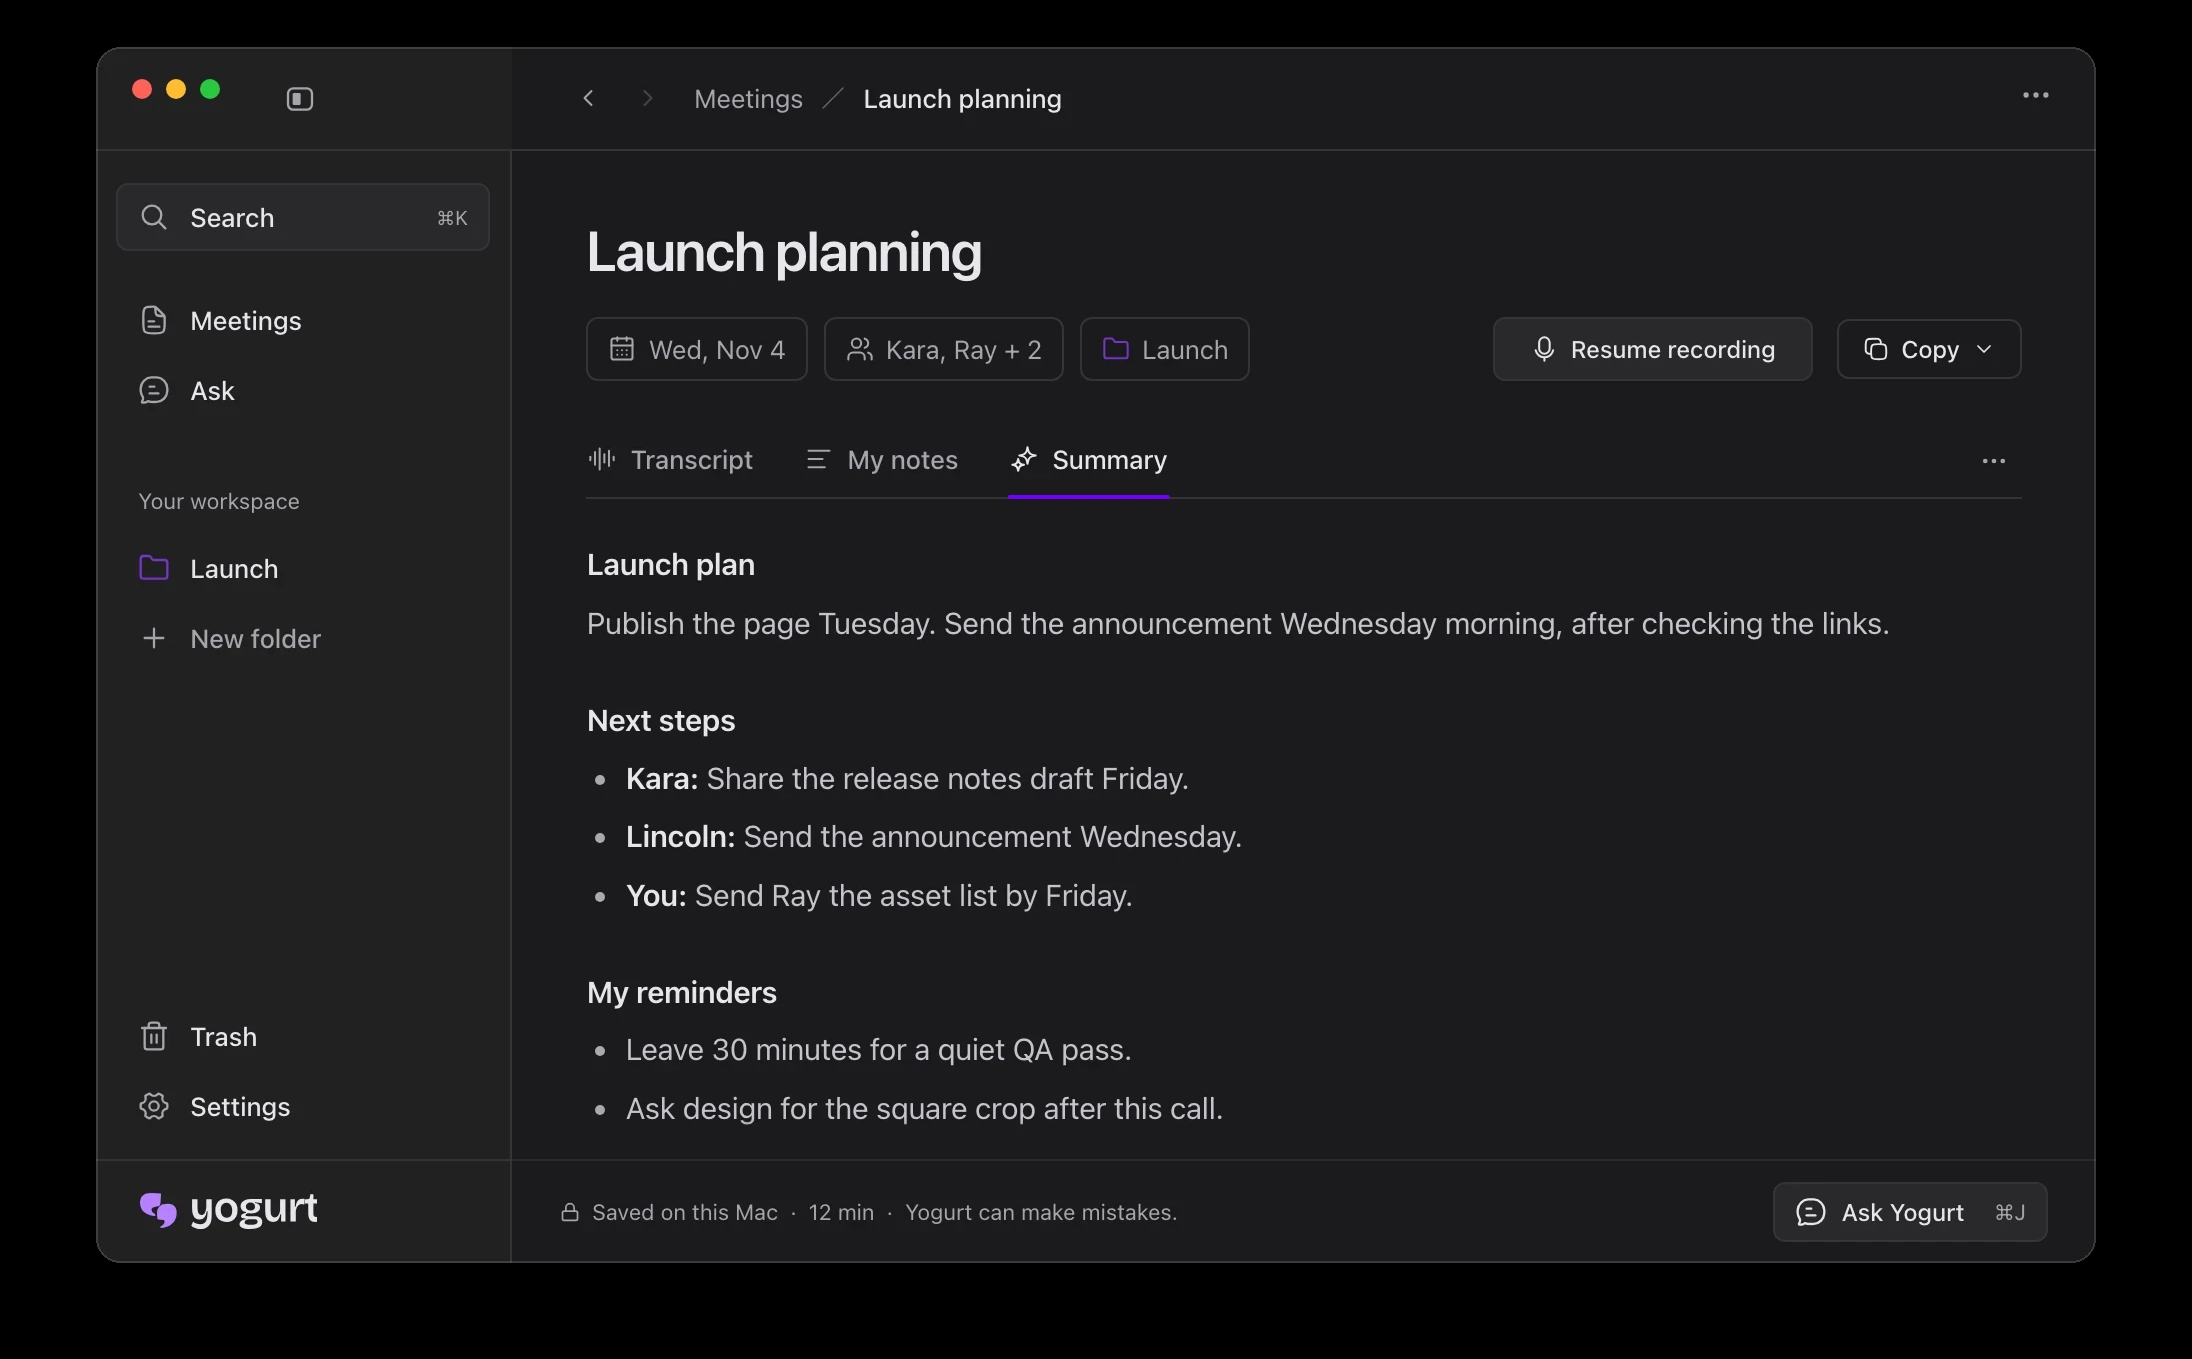 Meetings / Launch planning
Search ⌘K
Meetings
Ask
Your workspace
Launch
New folder
Trash
Settings
yogurt
Launch planning
Wed, Nov 4
Kara, Ray + 2
Launch
Resume recording
Copy
Transcript
My notes
Summary
Launch plan
Publish the page Tuesday. Send the announcement Wednesday morning, after checking the links.
Next steps
• Kara: Share the release notes draft Friday.
• Lincoln: Send the announcement Wednesday.
• You: Send Ray the asset list by Friday.
My reminders
• Leave 30 minutes for a quiet QA pass.
• Ask design for the square crop after this call.
Saved on this Mac · 12 min · Yogurt can make mistakes.
Ask Yogurt ⌘J